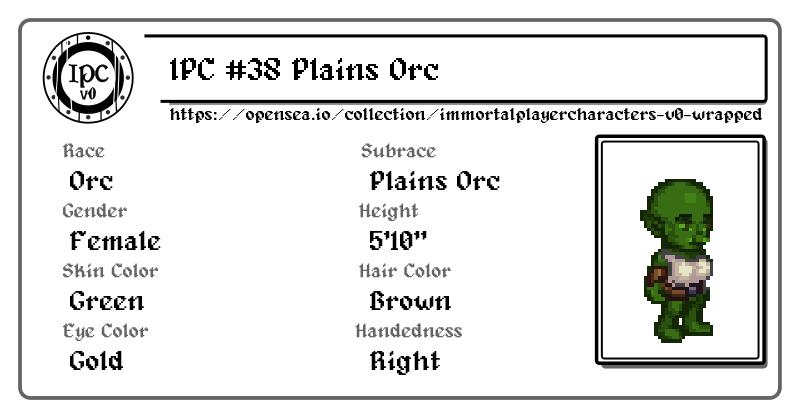 IPC
v0
IPC #38 Plains Orc
https://opensea.io/collection/immortalplayercharacters-v0-wrapped
Race
Orc
Subrace
Plains Orc
Gender
Female
Height
5'10"
Skin Color
Green
Hair Color
Brown
Eye Color
Gold
Handedness
Right